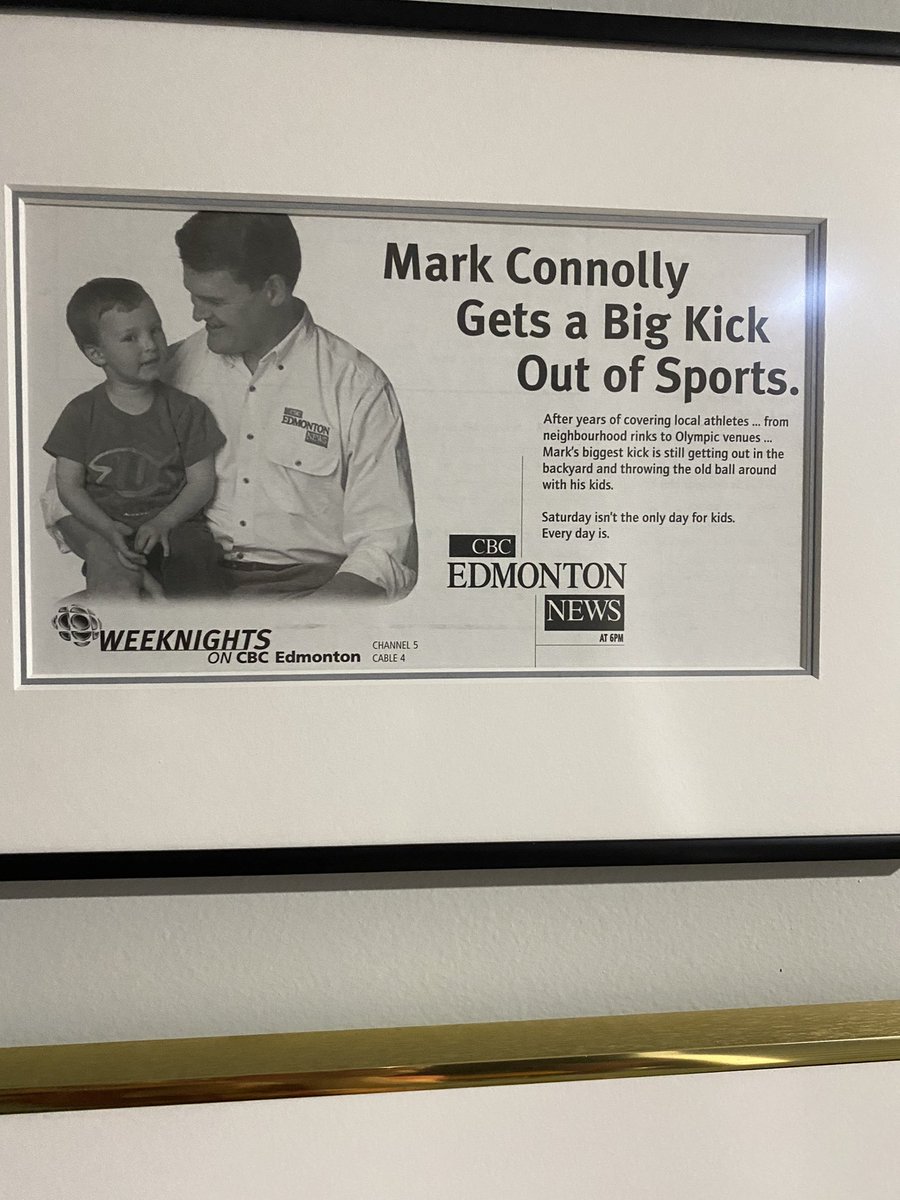 Mark Connolly
Gets a Big Kick
Out of Sports.
After years of covering local athletes ... from
neighbourhood rinks to Olympic venues ...
Mark's biggest kick is still getting out in the
backyard and throwing the old ball around
with his kids.
Saturday isn't the only day for kids.
Every day is.
EDMONTON
NEWS
CBC
EDMONTON
NEWS
AT 6PM
WEEKNIGHTS
ON CBC Edmonton
CHANNEL 5
CABLE 4